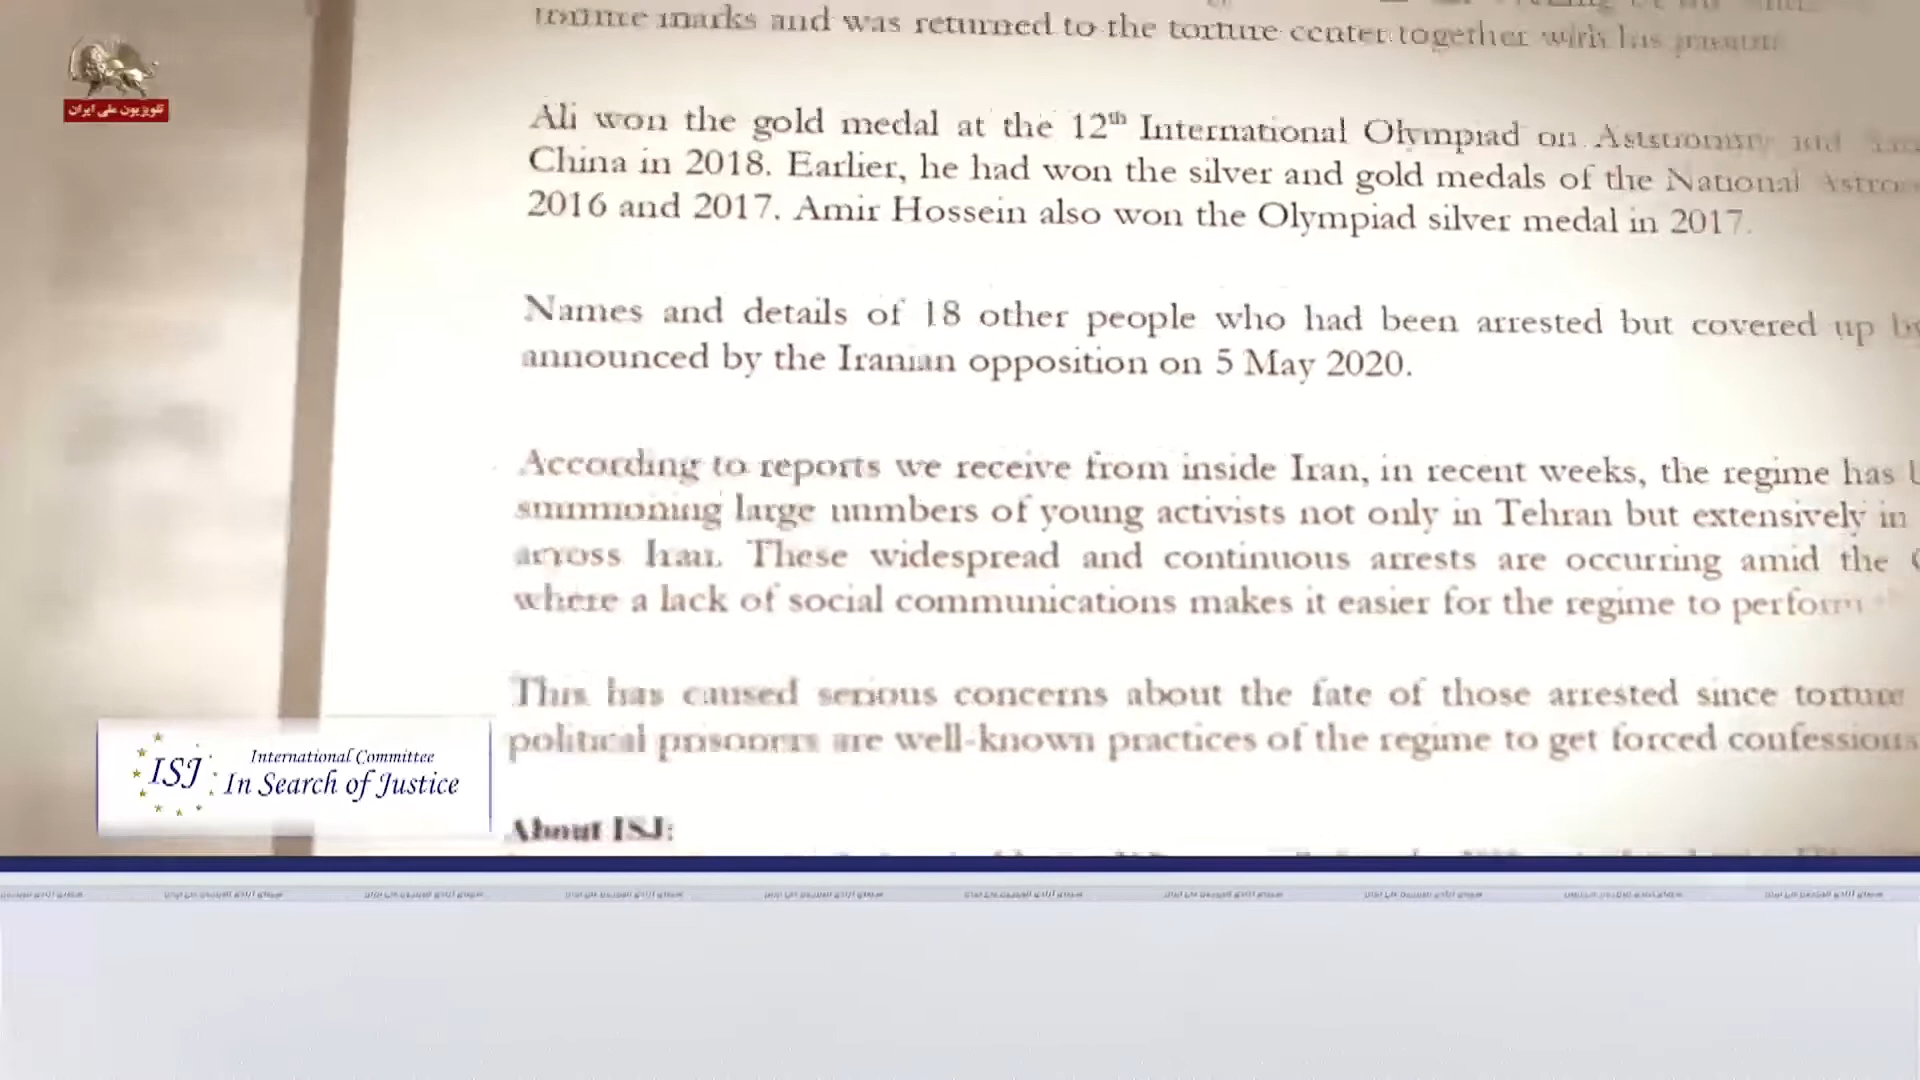 marks and was returned to the torture center together with his
تلویزیون ملی ایران
Ali won the gold medal at the 12th International Olympiad on Aststronomy and
China in 2018. Earlier, he had won the silver and gold medals of the National
2016 and 2017. Amir Hossein also won the Olympiad silver medal in 2017.
Names and details of 18 other people who had been arrested but covered up by
announced by the Iranian opposition on 5 May 2020.
According to reports we receive from inside Iran, in recent weeks, the regime has
summoning large numbers of young activists not only in Tehran but extensively in
across Iran. These widespread and continuous arrests are occurring amid the
where a lack of social communications makes it easier for the regime to perform
This has caused serious concerns about the fate of those arrested since torture
political prisoners are well-known practices of the regime to get forced confessions
ISJ International Committee
In Search of Justice
About ISJ: